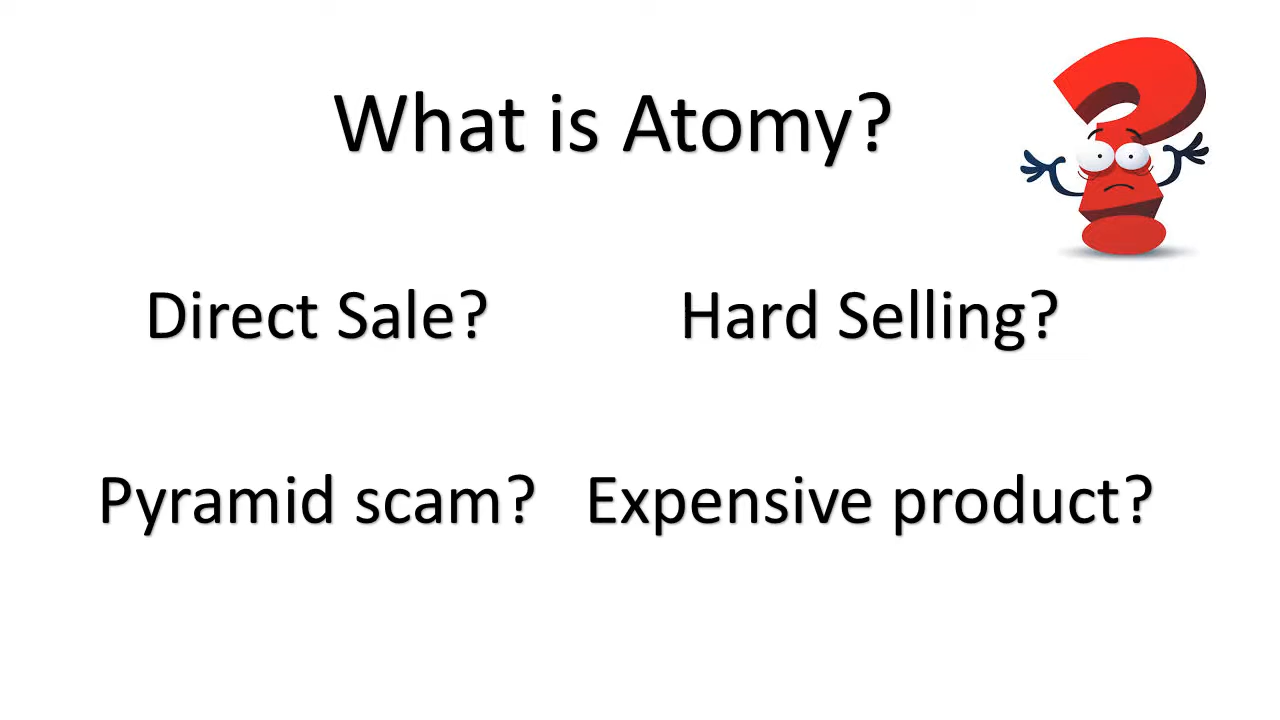 What is Atomy?
Direct Sale?
Hard Selling?
Pyramid scam?
Expensive product?